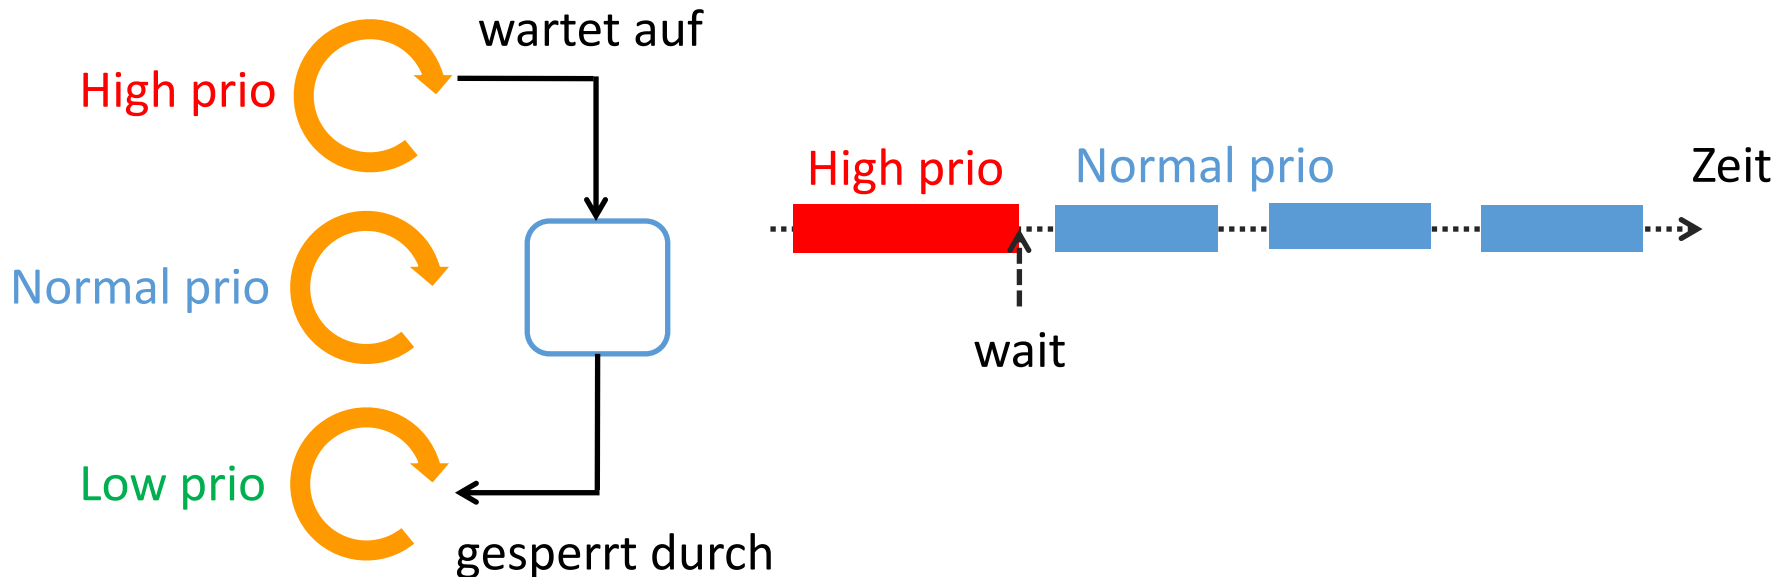 wartet auf
High prio
Normal prio
Low prio
gesperrt durch
High prio
Normal prio
Zeit
wait